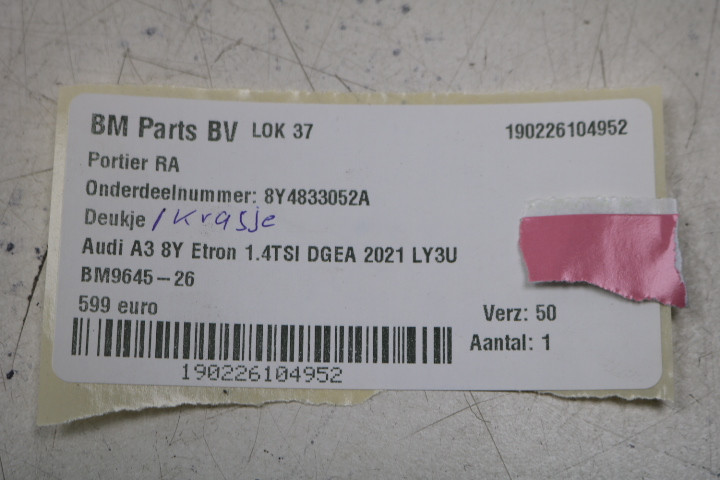 BM Parts BV LOK 37 190226104952
Portier RA
Onderdeelnummer: 8Y4833052A
Deukje / Krasje
Audi A3 8Y Etron 1.4TSI DGEA 2021 LY3U
BM9645-26
599 euro
Verz: 50
Aantal: 1
190226104952